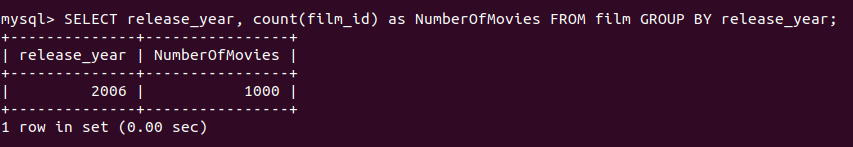 mysql> SELECT release_year, count(film_id) as NumberOfMovies FROM film GROUP BY release_year;
+--------------+----------------+
| release_year | NumberOfMovies |
+--------------+----------------+
|         2006 |           1000 |
+--------------+----------------+
1 row in set (0.00 sec)